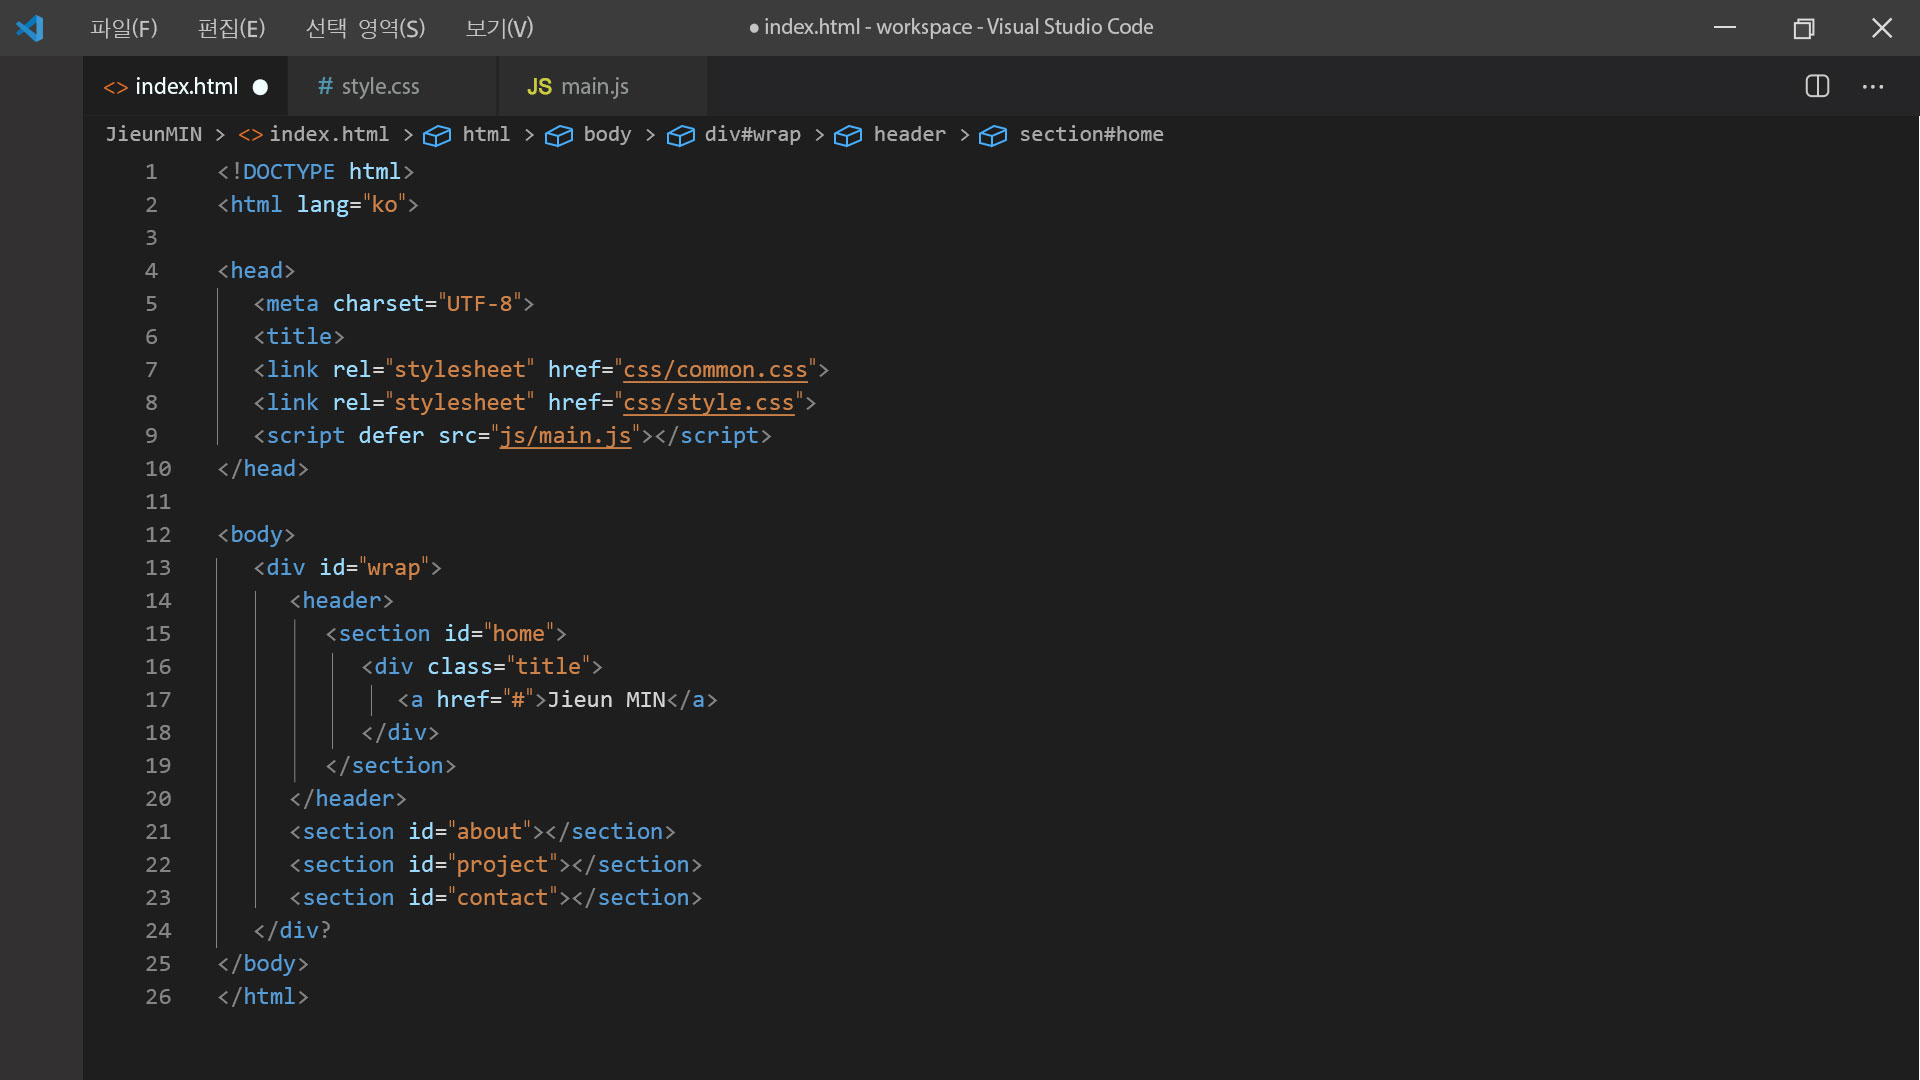 파일(F) 편집(E) 선택 영역(S) 보기(V) ● index.html - workspace - Visual Studio Code
<> index.html ● # style.css JS main.js ...
JieunMIN > <> index.html > html > body > div#wrap > header > section#home
1 <!DOCTYPE html>
2 <html lang="ko">
3
4 <head>
5 <meta charset="UTF-8">
6 <title>
7 <link rel="stylesheet" href="css/common.css">
8 <link rel="stylesheet" href="css/style.css">
9 <script defer src="js/main.js"></script>
10 </head>
11
12 <body>
13 <div id="wrap">
14 <header>
15 <section id="home">
16 <div class="title">
17 <a href="#">Jieun MIN</a>
18 </div>
19 </section>
20 </header>
21 <section id="about"></section>
22 <section id="project"></section>
23 <section id="contact"></section>
24 </div?
25 </body>
26 </html>